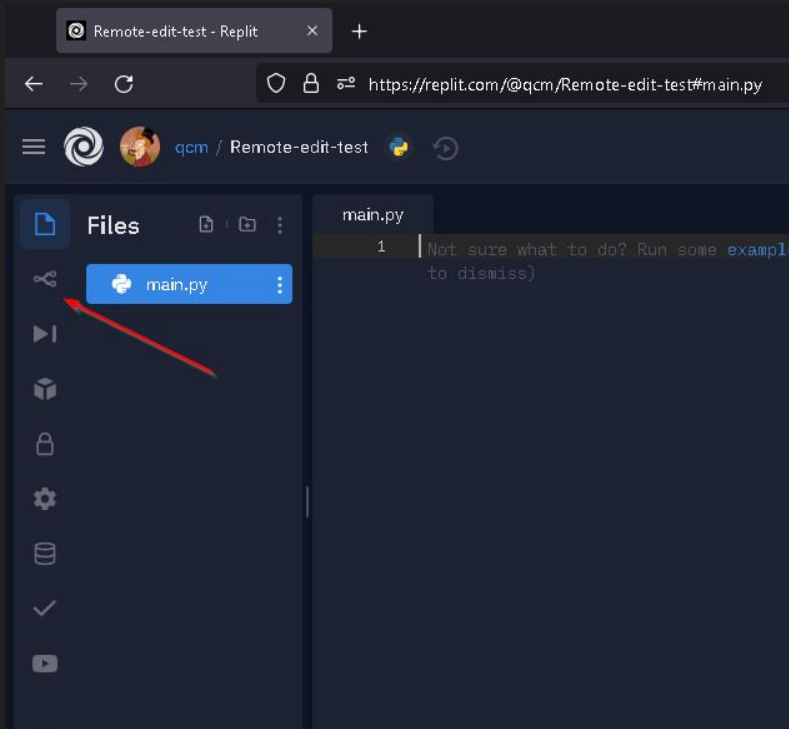 Remote-edit-test - Replit
https://replit.com/@qcm/Remote-edit-test#main.py
qcm / Remote-edit-test
Files
main.py
main.py
1 Not sure what to do? Run some exampl
to dismiss)